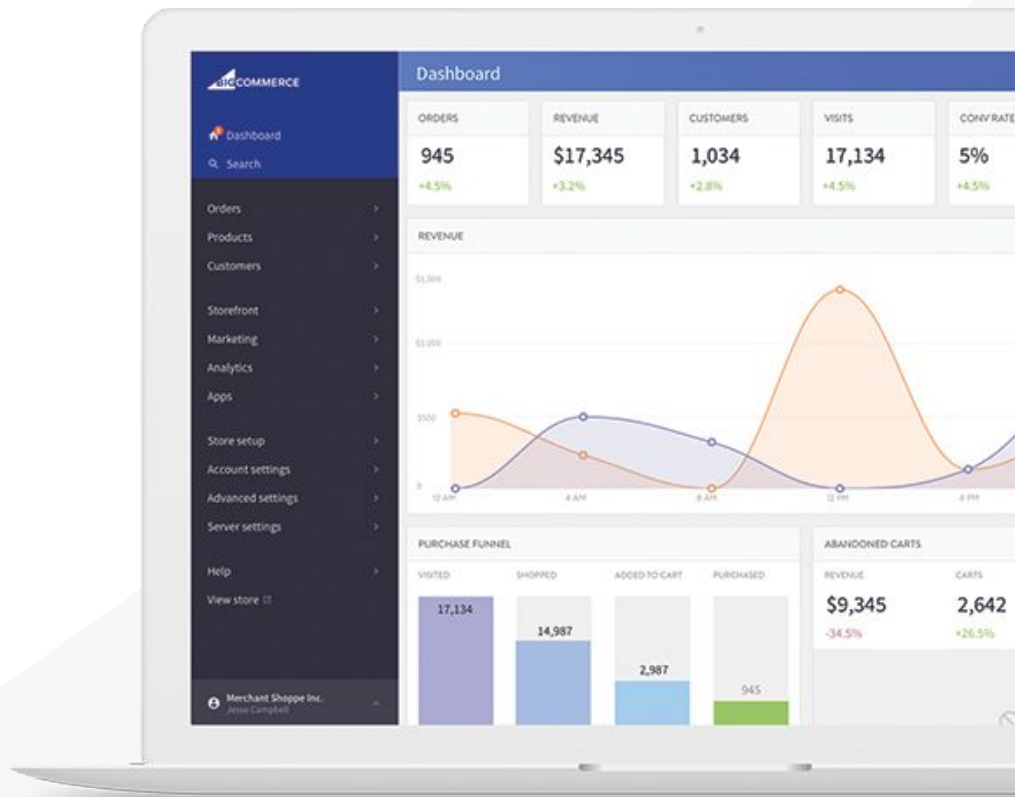 BIGCOMMERCE
Dashboard
Search
Orders
Products
Customers
Storefront
Marketing
Analytics
Apps
Store setup
Account settings
Advanced settings
Server settings
Help
View store
Merchant Shoppe Inc.
Jesse Campbell
Dashboard
ORDERS REVENUE CUSTOMERS VISITS CONV RATE
945 $17,345 1,034 17,134 5%
+4.5% +3.2% +2.8% +4.5% +4.5%
REVENUE
$1,000
$500
0
12 AM 4 AM 8 AM 12 PM 4 PM
PURCHASE FUNNEL
VISITED SHOPPED ADDED TO CART PURCHASED
17,134
14,987
2,987
945
ABANDONED CARTS
REVENUE CARTS
$9,345 2,642
-34.5% +26.5%